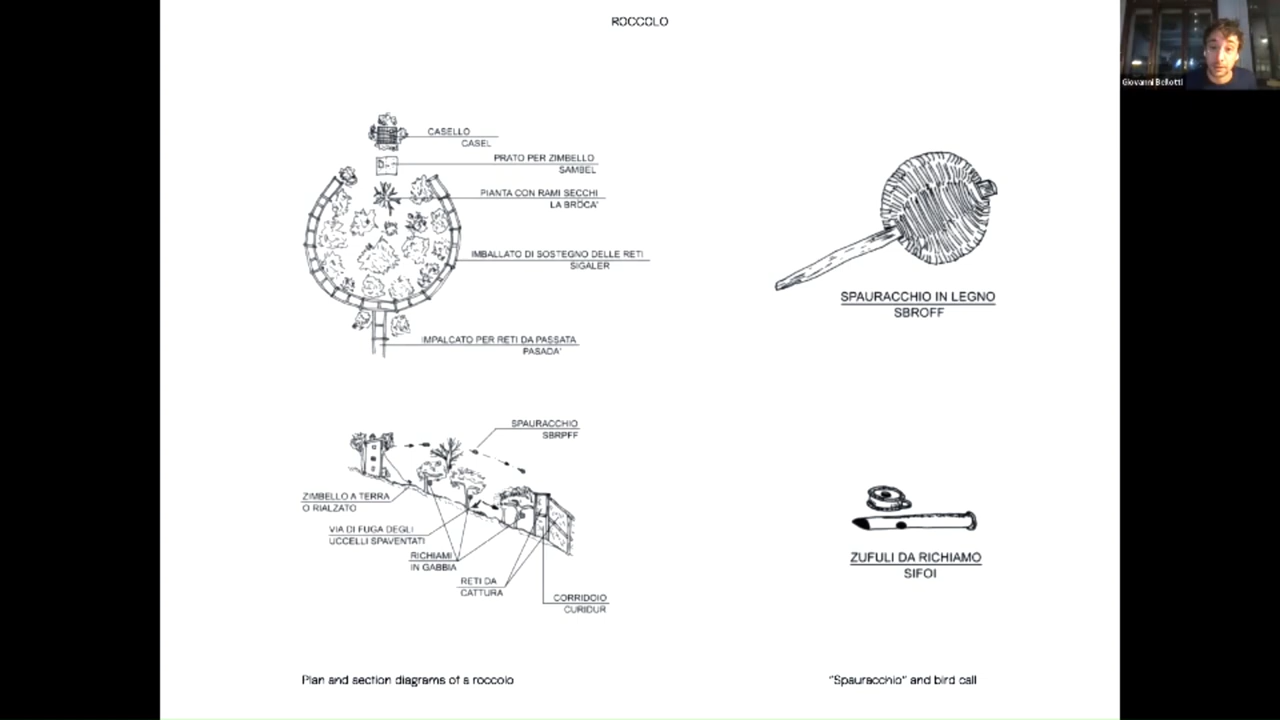 ROCCOLO
Giovanni Bellotti
CASELLO
CASEL
PRATO PER ZIMBELLO
SAMBEL
PIANTA CON RAMI SECCHI
LA BRÖCA'
IMBALLATO DI SOSTEGNO DELLE RETI
SIGALER
IMPALCATO PER RETI DA PASSATA
PASADA'
SPAURACCHIO IN LEGNO
SBROFF
SPAURACCHIO
SBRPFF
ZIMBELLO A TERRA
O RIALZATO
VIA DI FUGA DEGLI
UCCELLI SPAVENTATI
RICHIAMI
IN GABBIA
RETI DA
CATTURA
CORRIDOIO
CURIDUR
ZUFULI DA RICHIAMO
SIFOI
Plan and section diagrams of a roccolo
"Spauracchio" and bird call